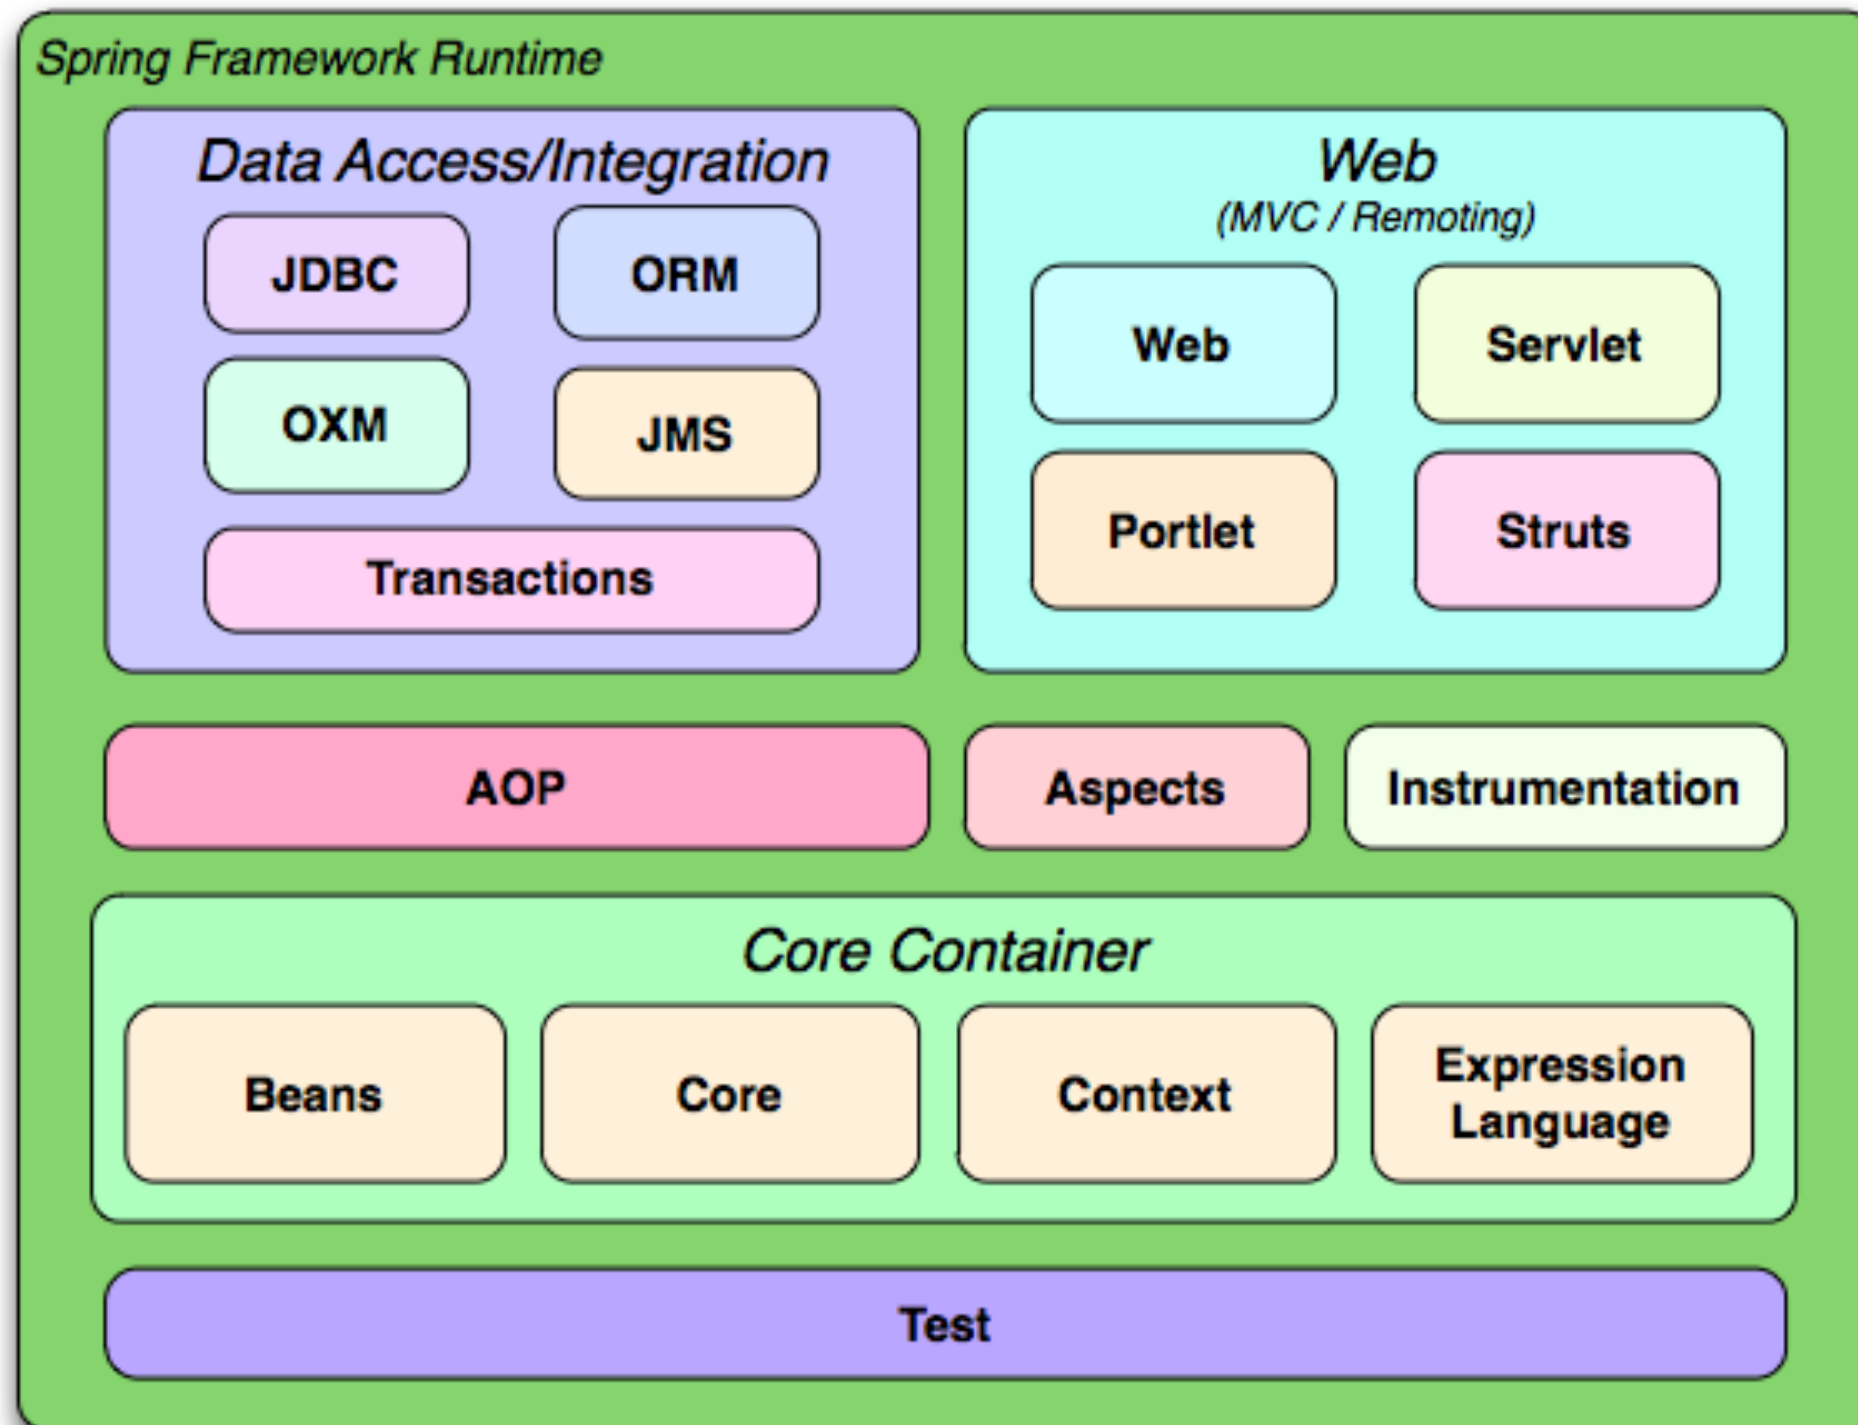 Spring Framework Runtime
Data Access/Integration
JDBC
ORM
OXM
JMS
Transactions
Web
(MVC / Remoting)
Web
Servlet
Portlet
Struts
AOP
Aspects
Instrumentation
Core Container
Beans
Core
Context
Expression
Language
Test